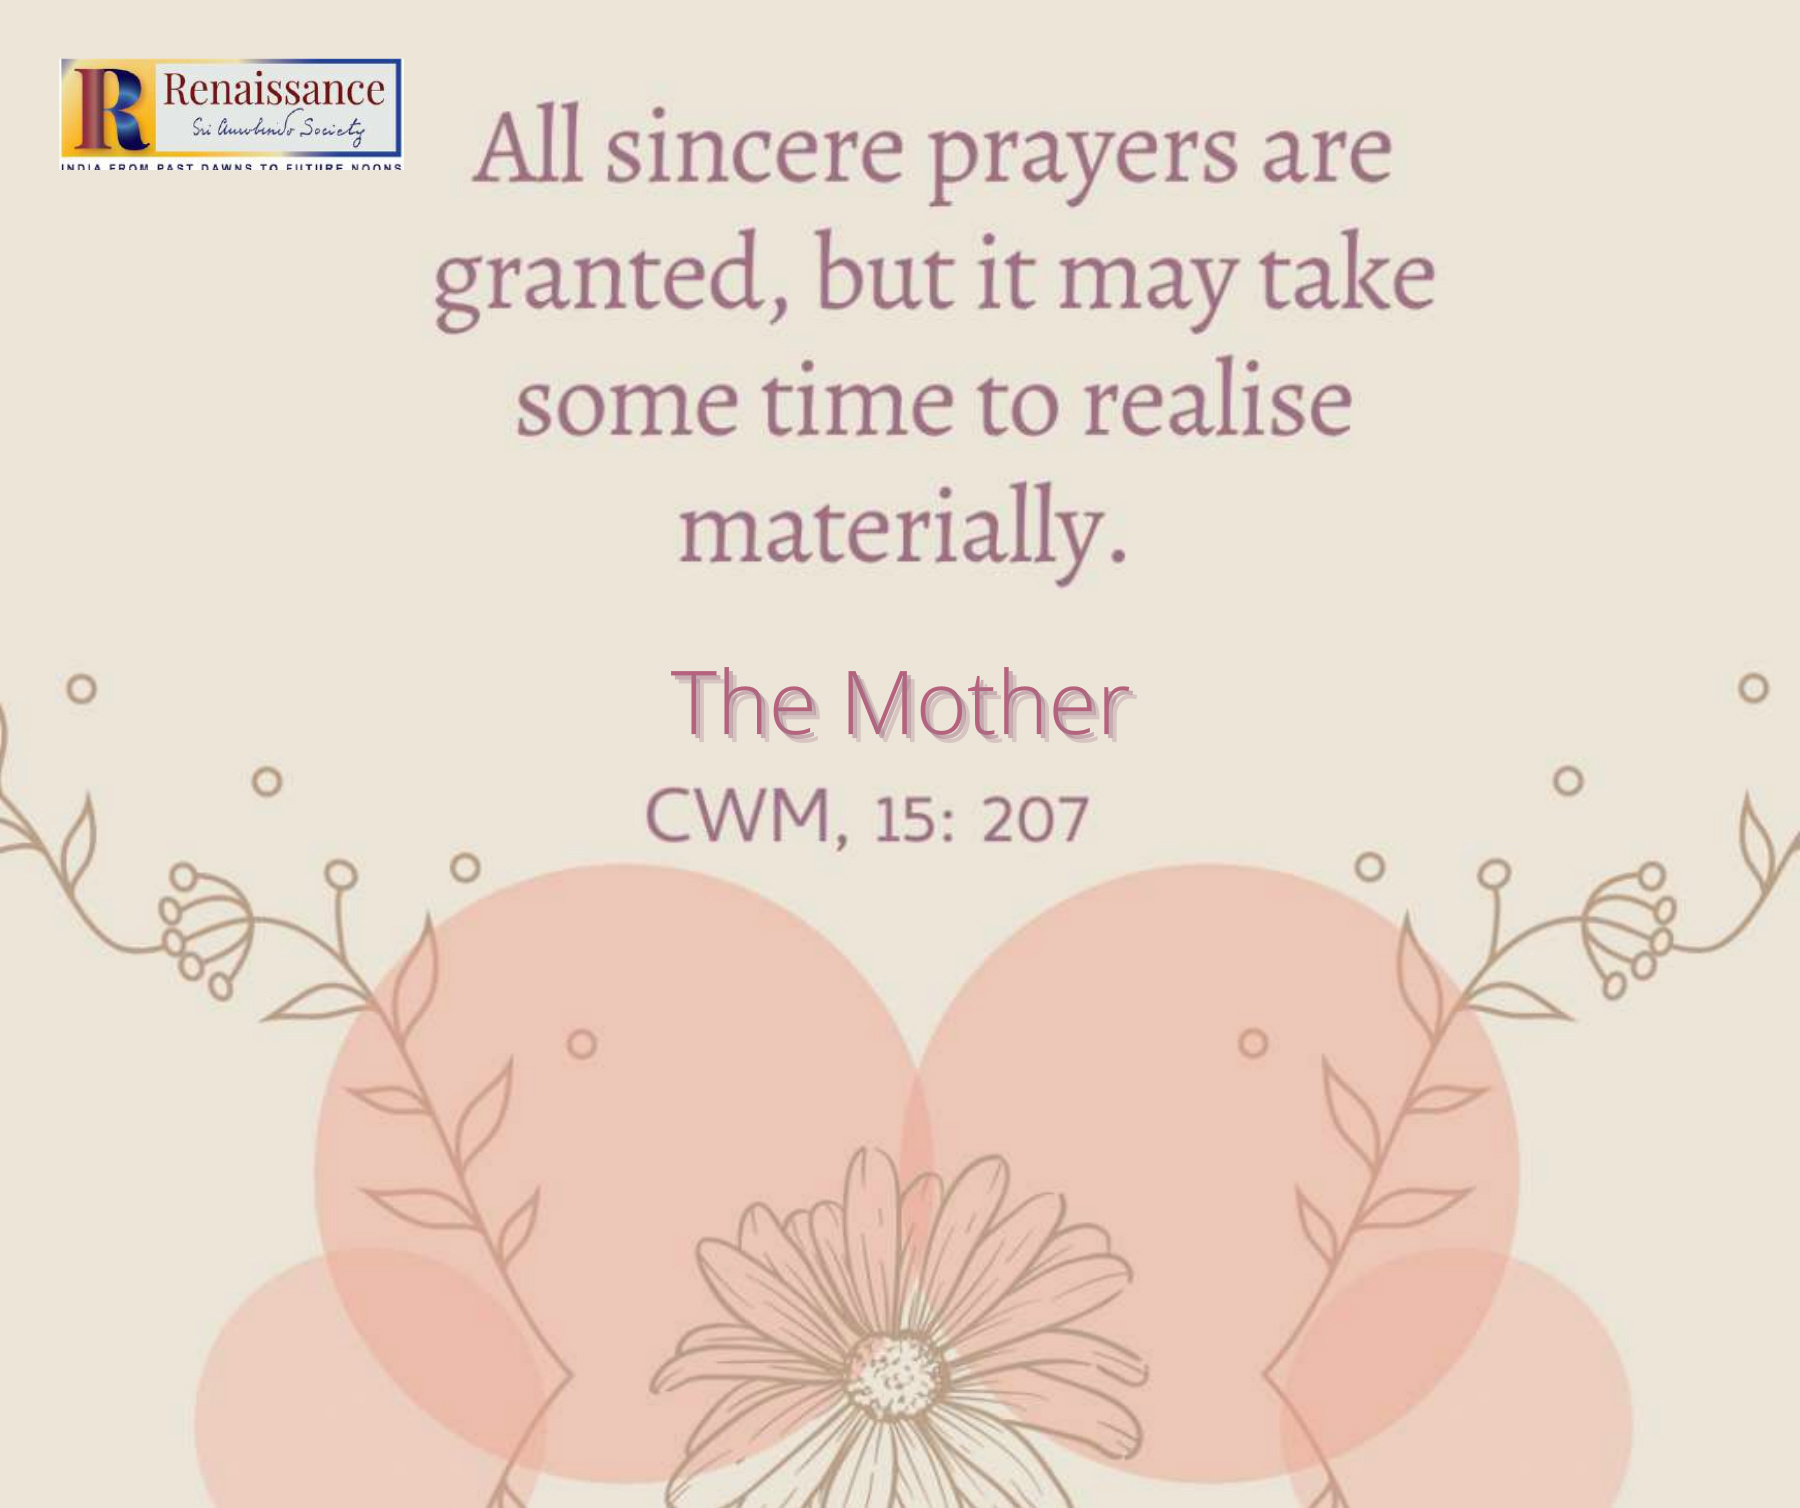 R Renaissance
Sri Aurobindo Society
INDIA FROM PAST DAWNS TO FUTURE NOONS
All sincere prayers are
granted, but it may take
some time to realise
materially.
The Mother
CWM, 15: 207